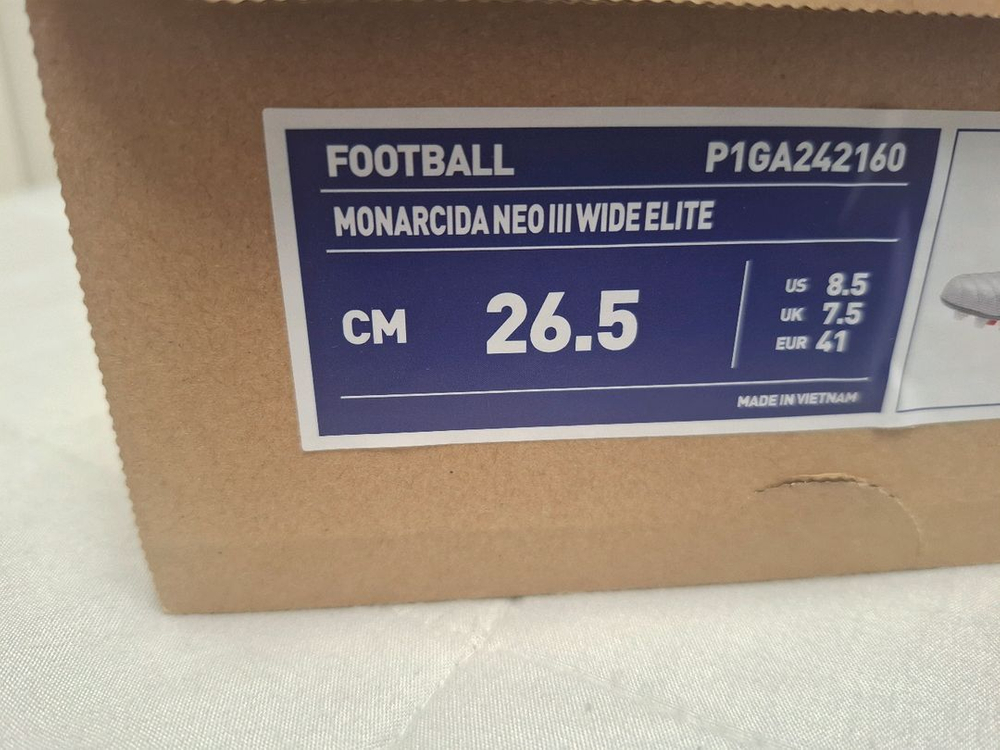 FOOTBALL P1GA242160
MONARCIDA NEO III WIDE ELITE
CM 26.5
US 8.5
UK 7.5
EUR 41
MADE IN VIETNAM